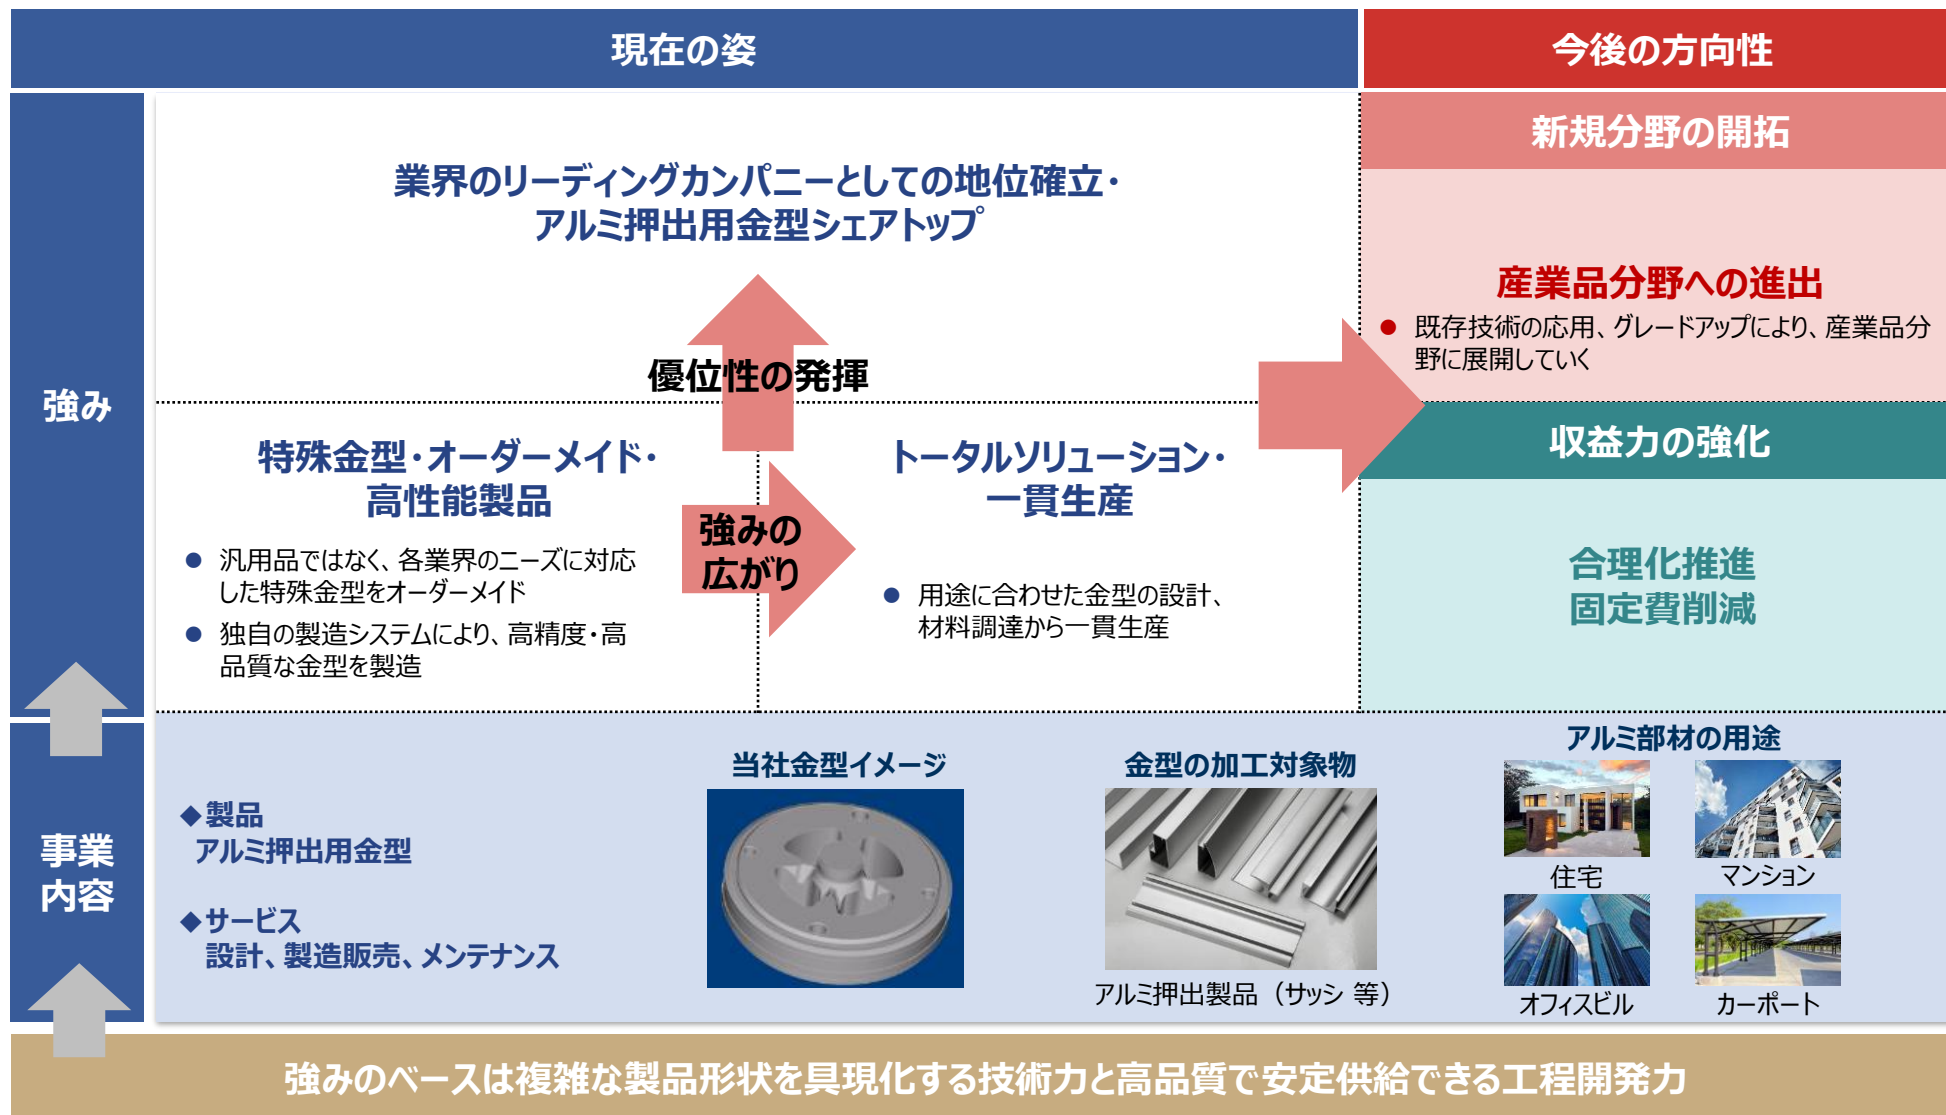 現在の姿
今後の方向性
強み
業界のリーディングカンパニーとしての地位確立・
アルミ押出用金型シェアトップ
優位性の発揮
特殊金型・オーダーメイド・
高性能製品
● 汎用品ではなく、各業界のニーズに対応
した特殊金型をオーダーメイド
● 独自の製造システムにより、高精度・高
品質な金型を製造
強みの
広がり
トータルソリューション・
一貫生産
● 用途に合わせた金型の設計、
材料調達から一貫生産
新規分野の開拓
産業品分野への進出
● 既存技術の応用、グレードアップにより、産業品分
野に展開していく
収益力の強化
合理化推進
固定費削減
事業
内容
◆製品
アルミ押出用金型
◆サービス
設計、製造販売、メンテナンス
当社金型イメージ
金型の加工対象物
アルミ押出製品（サッシ 等）
アルミ部材の用途
住宅
マンション
オフィスビル
カーポート
強みのベースは複雑な製品形状を具現化する技術力と高品質で安定供給できる工程開発力